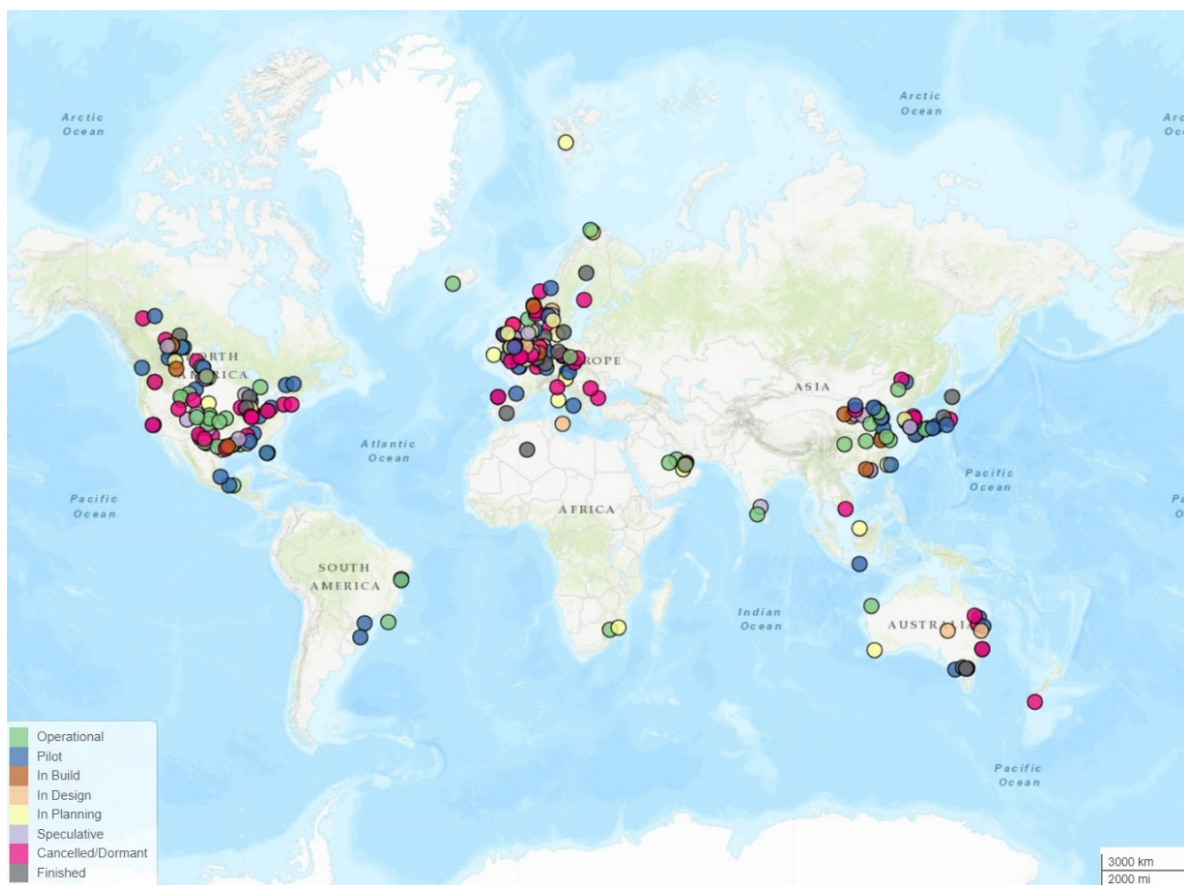 Arctic
Ocean
Arctic
Ocean
Arc
O
NORTH
AMERICA
EUROPE
ASIA
Atlantic
Ocean
Pacific
Ocean
Pacific
Ocean
Pa
AFRICA
SOUTH
AMERICA
Indian
Ocean
AUSTRALIA
Pacific
Ocean
Operational
Pilot
In Build
In Design
In Planning
Speculative
Cancelled/Dormant
Finished
3000 km
2000 mi